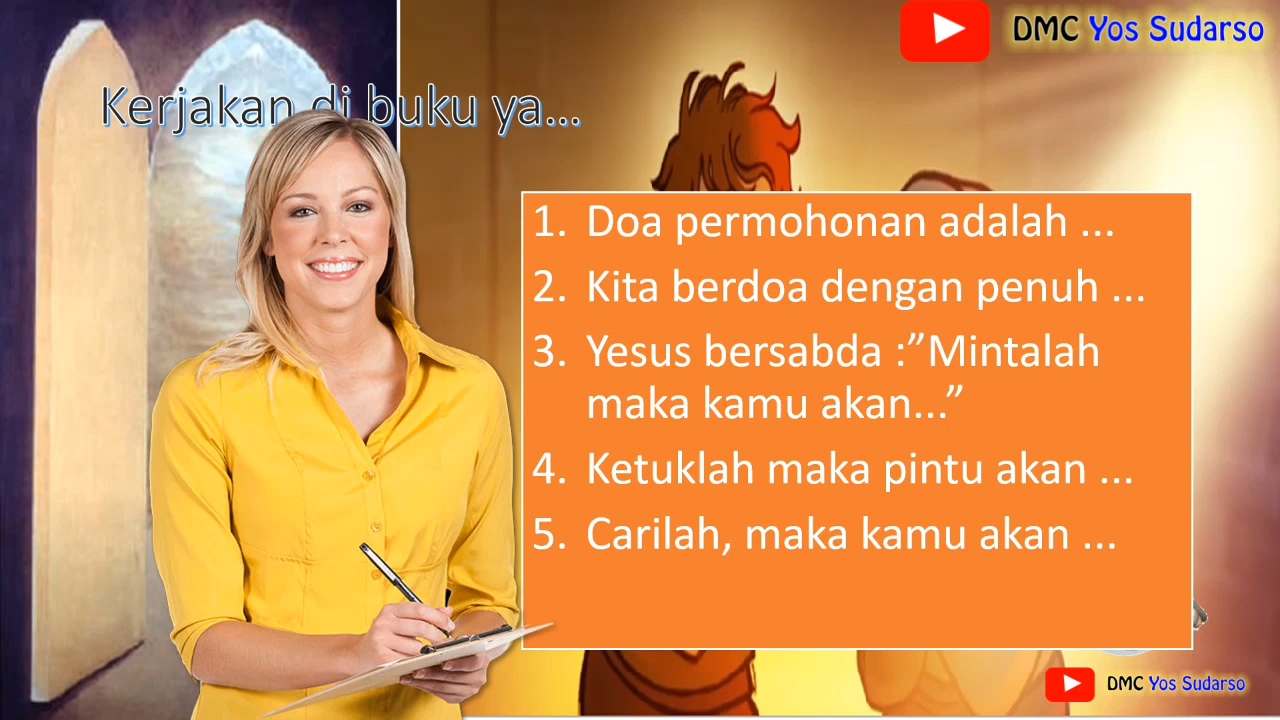 DMC Yos Sudarso
Kerjakan di buku ya...
1. Doa permohonan adalah ...
2. Kita berdoa dengan penuh ...
3. Yesus bersabda :”Mintalah
maka kamu akan...”
4. Ketuklah maka pintu akan ...
5. Carilah, maka kamu akan ...
DMC Yos Sudarso